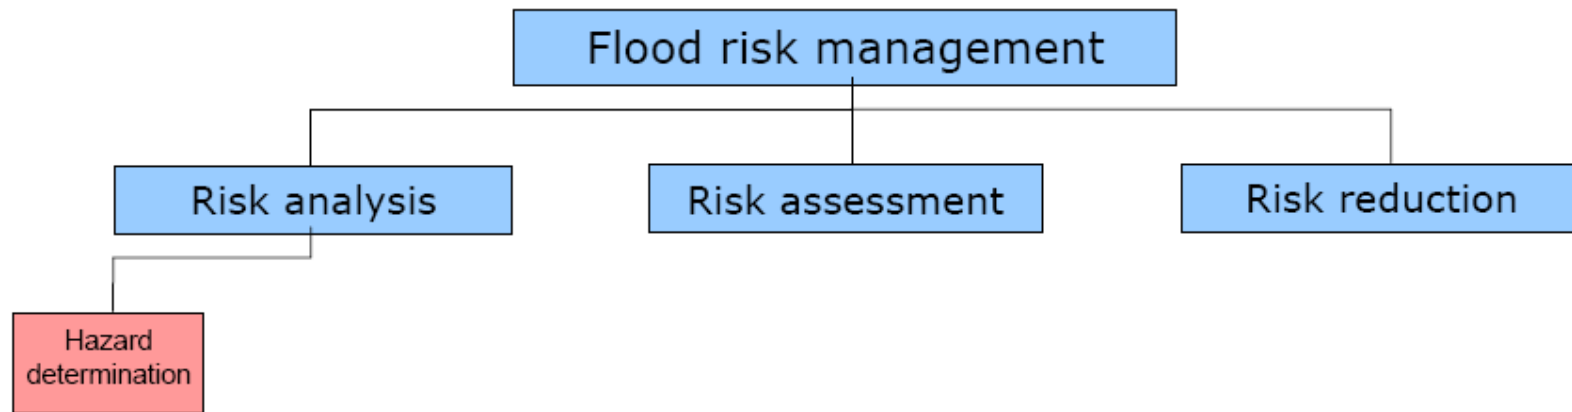 Flood risk management
Risk analysis
Risk assessment
Risk reduction
Hazard
determination